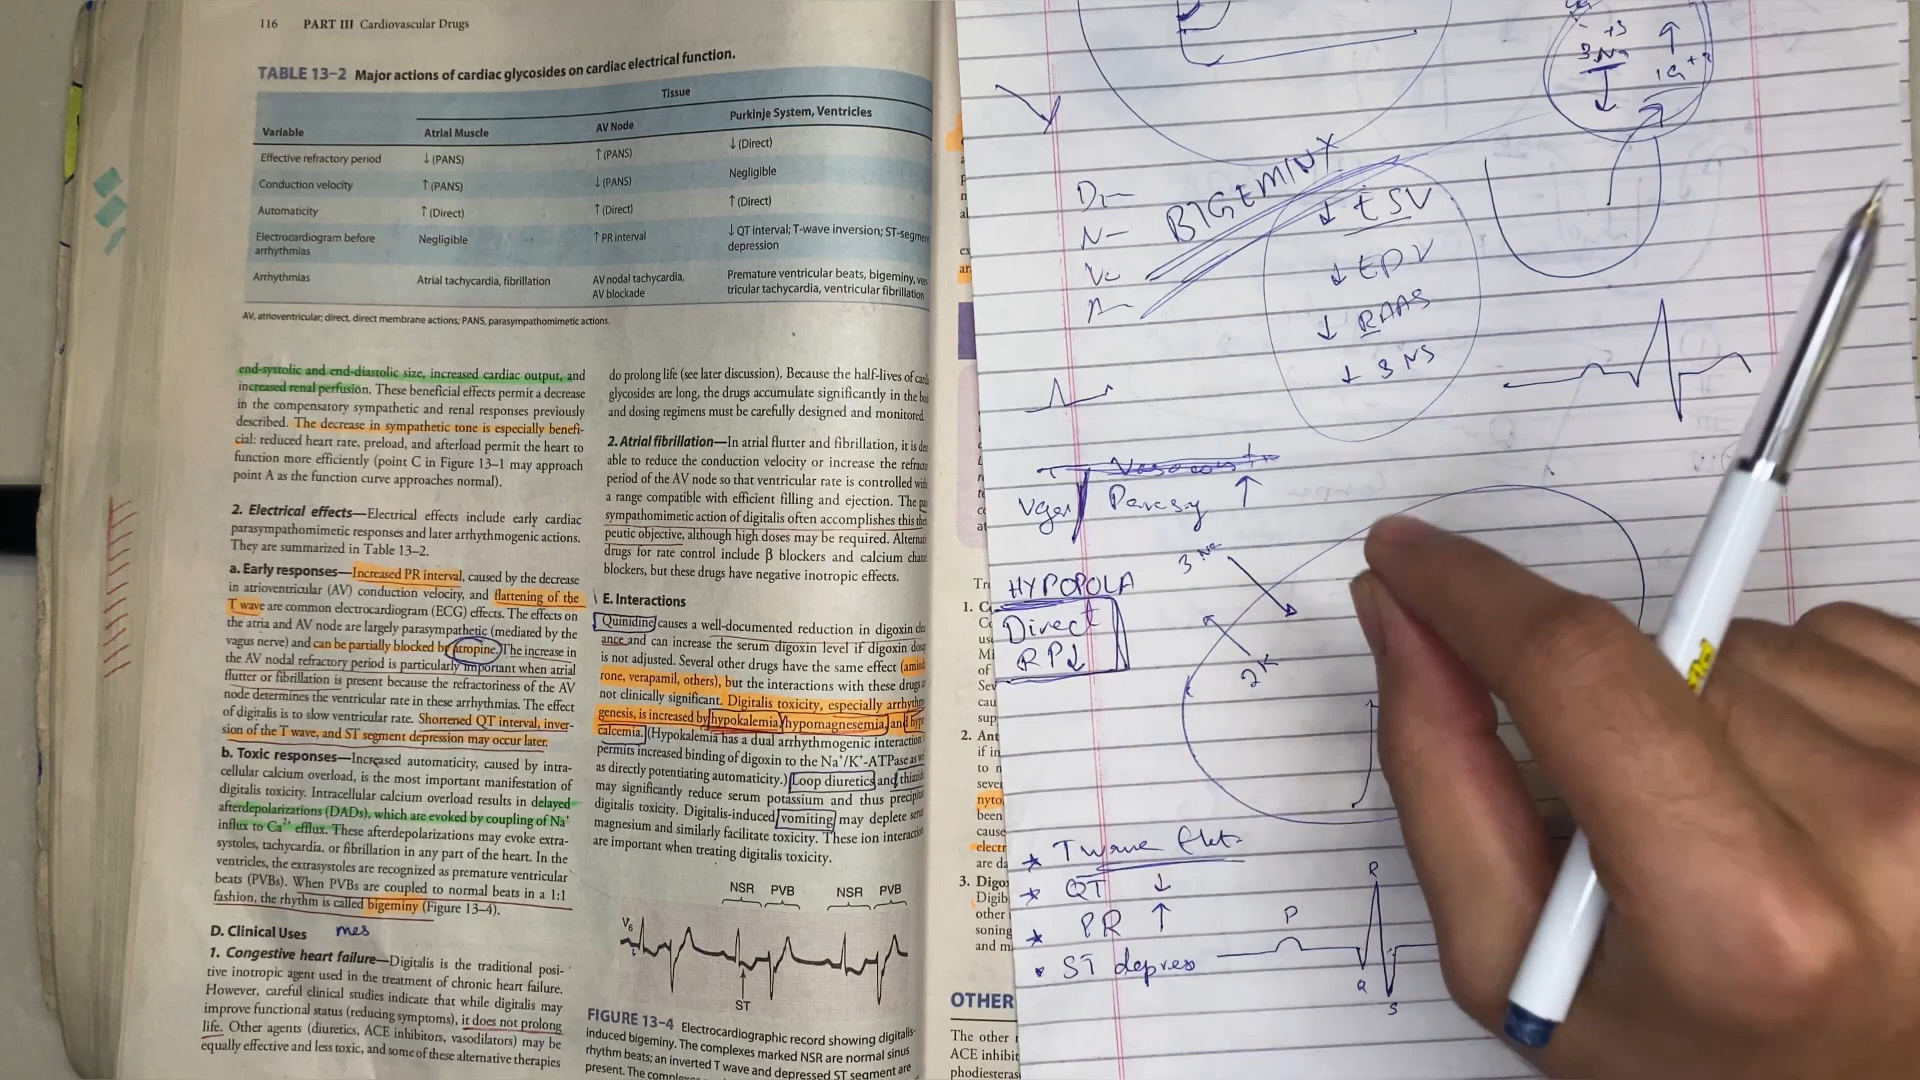 116 PART III Cardiovascular Drugs
TABLE 13–2 Major actions of cardiac glycosides on cardiac electrical function.
Tissue
Variable Atrial Muscle AV Node Purkinje System, Ventricles
Effective refractory period ↓ (PANS) ↑ (PANS) ↓ (Direct)
Conduction velocity ↑ (PANS) ↓ (PANS) Negligible
Automaticity ↑ (Direct) ↑ (Direct) ↑ (Direct)
Electrocardiogram before Negligible ↑ PR interval ↓ QT interval; T-wave inversion; ST-segment
arrhythmias depression
Arrhythmias Atrial tachycardia, fibrillation AV nodal tachycardia, Premature ventricular beats, bigeminy, ven
AV blockade tricular tachycardia, ventricular fibrillation
AV, atrioventricular; direct, direct membrane actions; PANS, parasympathomimetic actions.
end-systolic and end-diastolic size, increased cardiac output, and
increased renal perfusion. These beneficial effects permit a decrease
in the compensatory sympathetic and renal responses previously
described. The decrease in sympathetic tone is especially benefi-
cial: reduced heart rate, preload, and afterload permit the heart to
function more efficiently (point C in Figure 13–1 may approach
point A as the function curve approaches normal).
2. Electrical effects—Electrical effects include early cardiac
parasympathomimetic responses and later arrhythmogenic actions.
They are summarized in Table 13–2.
a. Early responses—Increased PR interval, caused by the decrease
in atrioventricular (AV) conduction velocity, and flattening of the
T wave are common electrocardiogram (ECG) effects. The effects on
the atria and AV node are largely parasympathetic (mediated by the
vagus nerve) and can be partially blocked by atropine. The increase in
the AV nodal refractory period is particularly important when atrial
flutter or fibrillation is present because the refractoriness of the AV
node determines the ventricular rate in these arrhythmias. The effect
of digitalis is to slow ventricular rate. Shortened QT interval, inver-
sion of the T wave, and ST segment depression may occur later.
b. Toxic responses—Increased automaticity, caused by intra-
cellular calcium overload, is the most important manifestation of
digitalis toxicity. Intracellular calcium overload results in delayed
afterdepolarizations (DADs), which are evoked by coupling of Na⁺
influx to Ca²⁺ efflux. These afterdepolarizations may evoke extra-
systoles, tachycardia, or fibrillation in any part of the heart. In the
ventricles, the extrasystoles are recognized as premature ventricular
beats (PVBs). When PVBs are coupled to normal beats in a 1:1
fashion, the rhythm is called bigeminy (Figure 13–4).
D. Clinical Uses mes
1. Congestive heart failure—Digitalis is the traditional posi-
tive inotropic agent used in the treatment of chronic heart failure.
However, careful clinical studies indicate that while digitalis may
improve functional status (reducing symptoms), it does not prolong
life. Other agents (diuretics, ACE inhibitors, vasodilators) may be
equally effective and less toxic, and some of these alternative therapies
do prolong life (see later discussion). Because the half-lives of card
glycosides are long, the drugs accumulate significantly in the bo
and dosing regimens must be carefully designed and monitored
2. Atrial fibrillation—In atrial flutter and fibrillation, it is de
able to reduce the conduction velocity or increase the refrac
period of the AV node so that ventricular rate is controlled with
a range compatible with efficient filling and ejection. The pa
sympathomimetic action of digitalis often accomplishes this the
peutic objective, although high doses may be required. Alternati
drugs for rate control include β blockers and calcium chan
blockers, but these drugs have negative inotropic effects.
E. Interactions
Quinidine causes a well-documented reduction in digoxin cle
ance and can increase the serum digoxin level if digoxin dosa
is not adjusted. Several other drugs have the same effect (amio
rone, verapamil, others), but the interactions with these drugs a
not clinically significant. Digitalis toxicity, especially arrhythm
genesis, is increased by hypokalemia, hypomagnesemia, and hype
calcemia. (Hypokalemia has a dual arrhythmogenic interaction
permits increased binding of digoxin to the Na⁺/K⁺-ATPase as w
as directly potentiating automaticity.) Loop diuretics and thiaz
may significantly reduce serum potassium and thus precipi
digitalis toxicity. Digitalis-induced vomiting may deplete seru
magnesium and similarly facilitate toxicity. These ion interac
are important when treating digitalis toxicity.
NSR PVB NSR PVB
V6
ST
FIGURE 13–4 Electrocardiographic record showing digitalis-
induced bigeminy. The complexes marked NSR are normal sinus
rhythm beats; an inverted T wave and depressed ST segment are
present. The
OTHER
The other
ACE inhibit
phodiesteras
BIGEMINY
↓ ESV
↓ EDV
↓ RAAS
N–
A–
Parasy ↑
HYPOPOLA
Direct
RP↓
2K
QT ↓
PR ↑
ST depres
P
R
Q
S